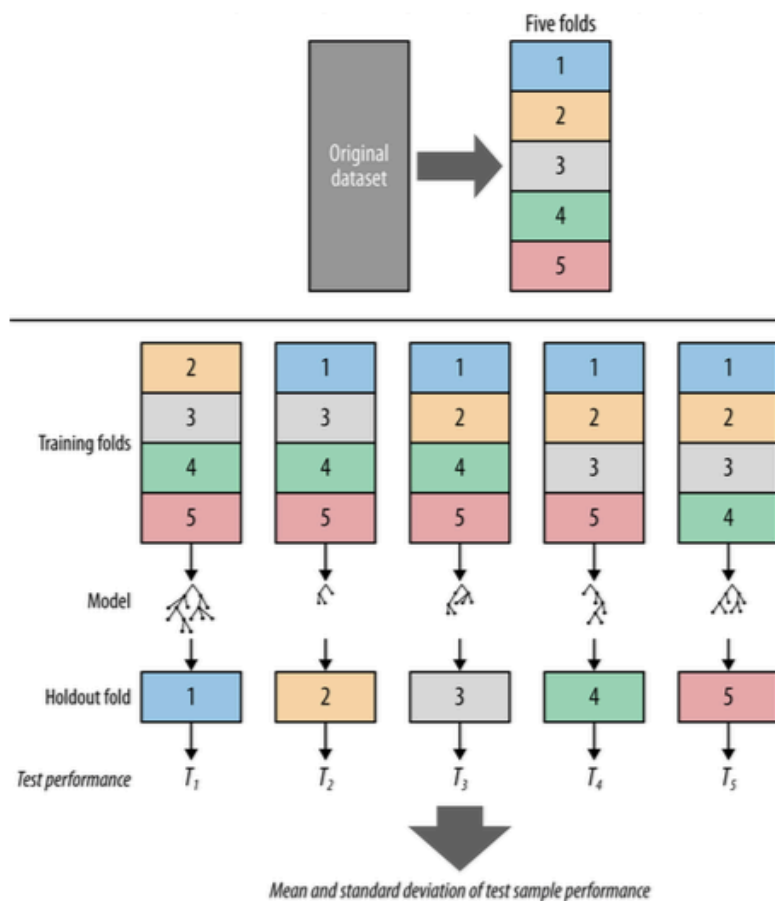 Five folds
1
2
Original
dataset
3
4
5
2 1 1 1 1
3 3 2 2 2
Training folds
4 4 4 3 3
5 5 5 5 4
Model
Holdout fold 1 2 3 4 5
Test performance T₁ T₂ T₃ T₄ T₅
Mean and standard deviation of test sample performance